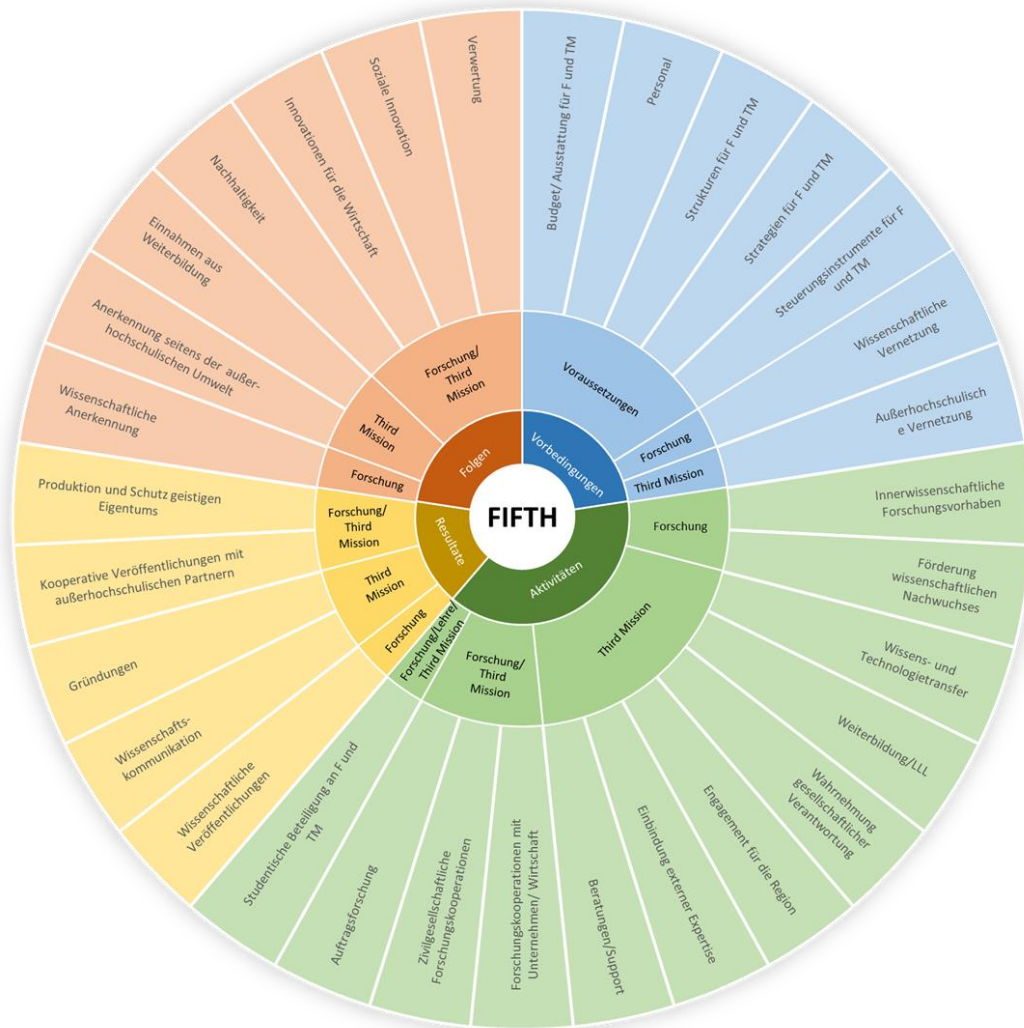 FIFTH
Vorbedingungen
Voraussetzungen
Budget/ Ausstattung für F und TM
Personal
Strukturen für F und TM
Strategien für F und TM
Steuerungsinstrumente für F
und TM
Forschung
Wissenschaftliche
Vernetzung
Third Mission
Außerhochschulisch
e Vernetzung
Aktivitäten
Forschung
Innerwissenschaftliche
Forschungsvorhaben
Förderung
wissenschaftlichen
Nachwuchses
Third Mission
Wissens- und
Technologietransfer
Weiterbildung/LLL
Wahrnehmung
gesellschaftlicher
Verantwortung
Engagement für die Region
Einbindung externer Expertise
Beratungen/Support
Forschung/
Third
Mission
Forschungskooperationen mit
Unternehmen/ Wirtschaft
Zivilgesellschaftliche
Forschungskooperationen
Auftragsforschung
Forschung/Lehre/
Third Mission
Studentische Beteiligung an F und
TM
Resultate
Forschung
Wissenschaftliche
Veröffentlichungen
Third
Mission
Wissenschafts-
kommunikation
Gründungen
Kooperative Veröffentlichungen mit
außerhochschulischen Partnern
Forschung/
Third
Mission
Produktion und Schutz geistigen
Eigentums
Folgen
Forschung
Wissenschaftliche
Anerkennung
Third
Mission
Anerkennung seitens der außer-
hochschulischen Umwelt
Einnahmen aus
Weiterbildung
Forschung/
Third
Mission
Nachhaltigkeit
Innovationen für die Wirtschaft
Soziale Innovation
Verwertung